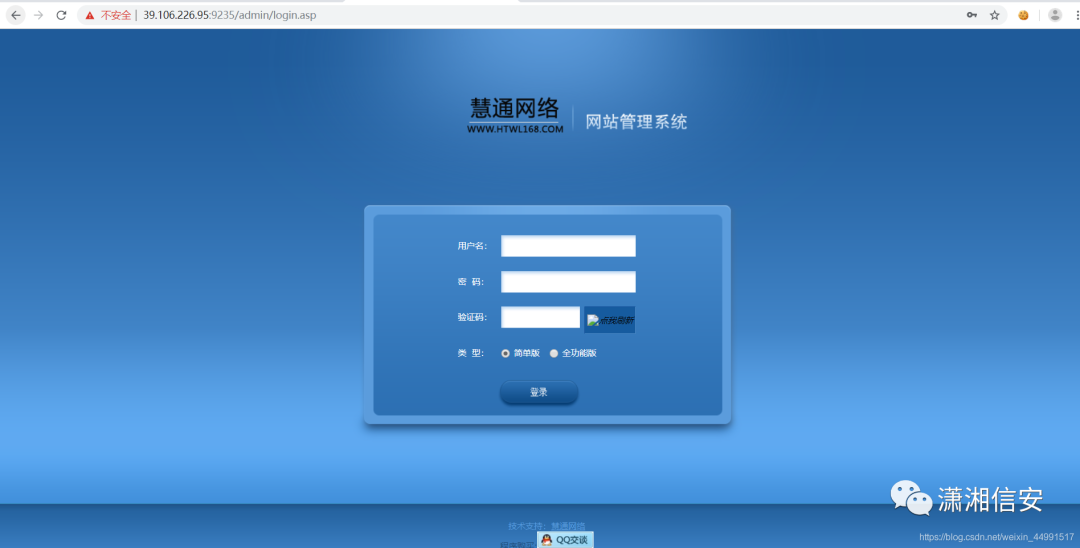 不安全 | 39.106.226.95:9235/admin/login.asp
慧通网络
WWW.HTWL168.COM
网站管理系统
用户名:
密 码:
验证码: 点我刷新
类 型: 简单版 全功能版
登录
潇湘信安
技术支持: 慧通网络
https://blog.csdn.net/weixin_44991517
QQ交谈